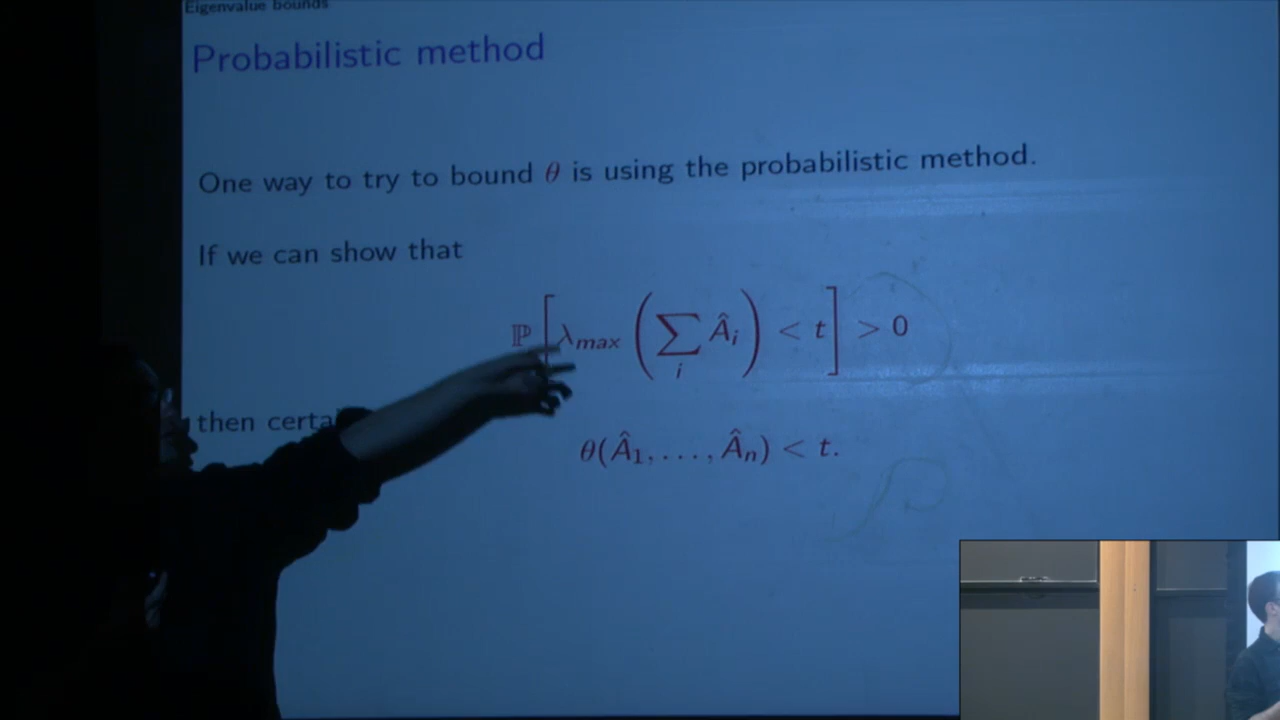 Eigenvalue bounds
Probabilistic method
One way to try to bound θ is using the probabilistic method.
If we can show that
ℙ[λ_max(∑_i Â_i) < t] > 0
then certa
θ(Â_1, . . . , Â_n) < t.